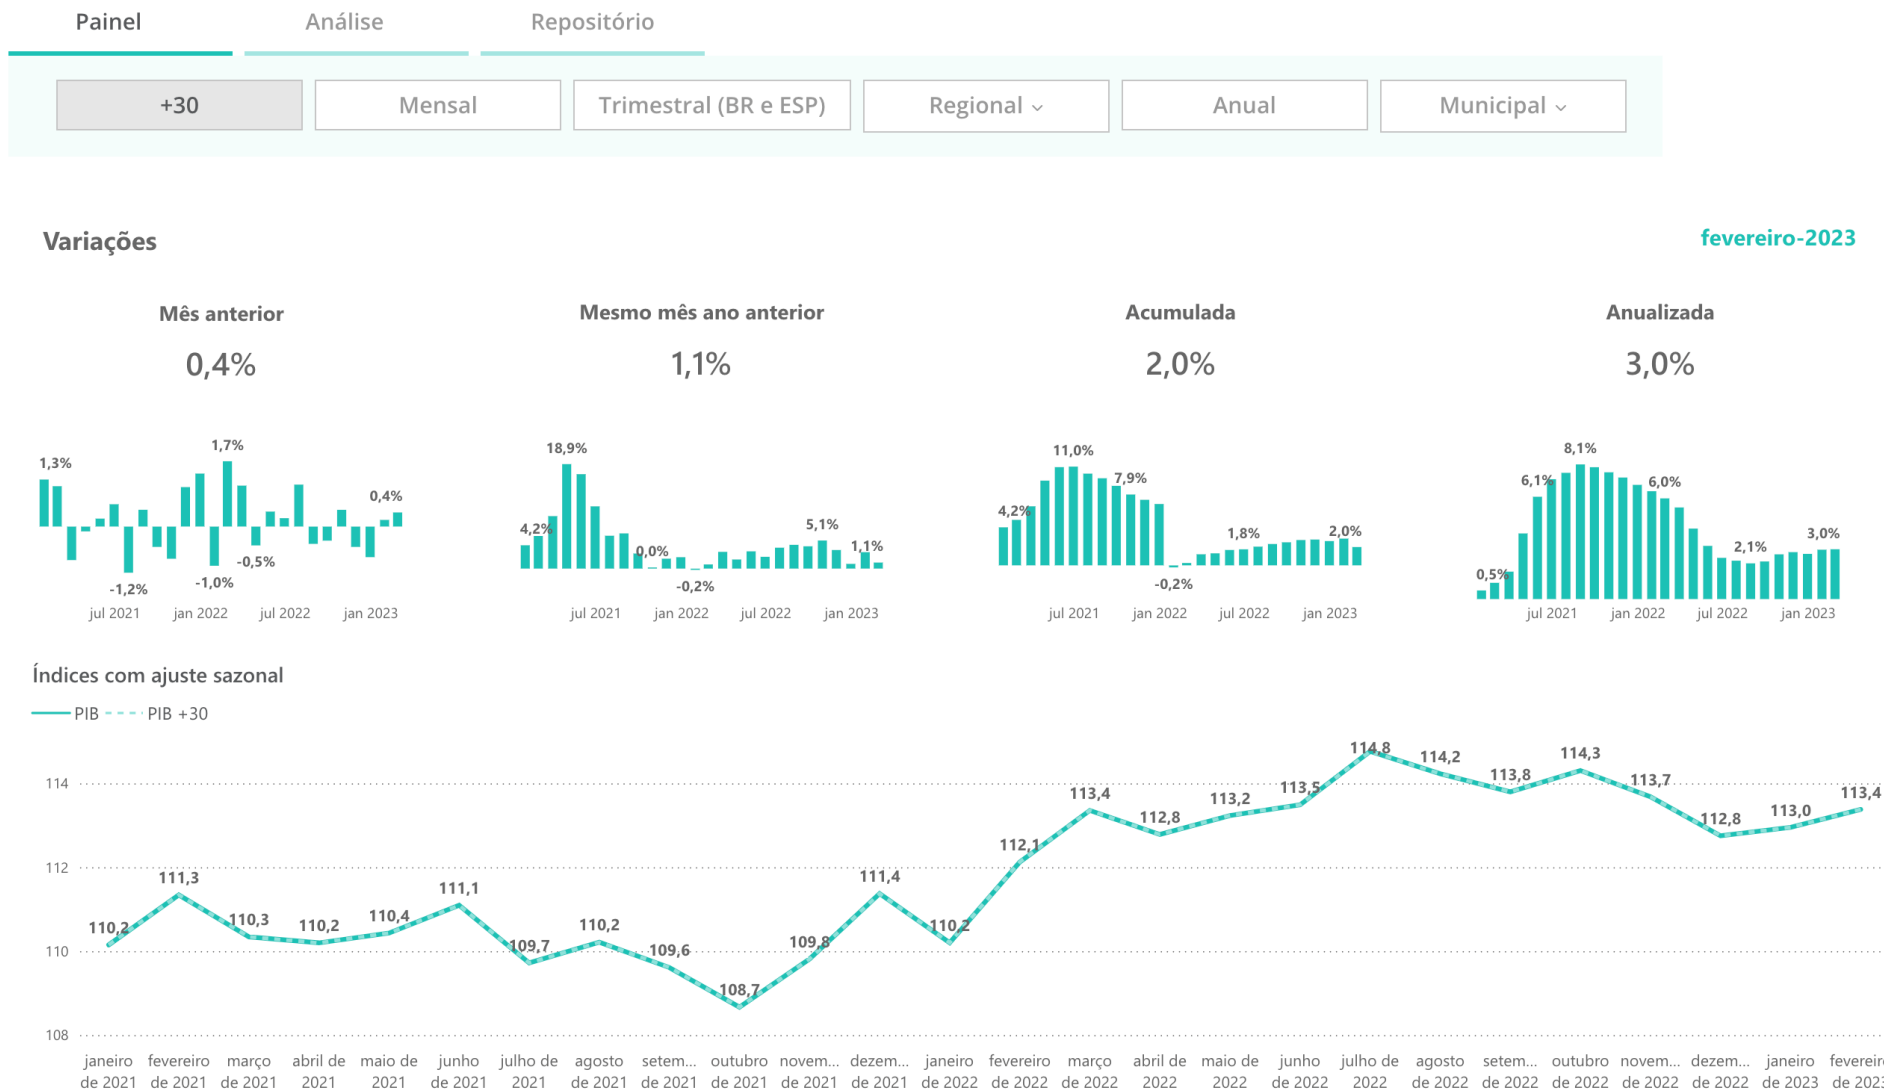 Painel Análise Repositório
+30 Mensal Trimestral (BR e ESP) Regional Anual Municipal
Variações fevereiro-2023
Mês anterior Mesmo mês ano anterior Acumulada Anualizada
0,4% 1,1% 2,0% 3,0%
1,3% 1,7% 0,4% -1,2% -1,0% -0,5%
jul 2021 jan 2022 jul 2022 jan 2023
4,2% 18,9% 0,0% -0,2% 5,1% 1,1%
jul 2021 jan 2022 jul 2022 jan 2023
4,2% 11,0% 7,9% -0,2% 1,8% 2,0%
jul 2021 jan 2022 jul 2022 jan 2023
0,5% 6,1% 8,1% 6,0% 2,1% 3,0%
jul 2021 jan 2022 jul 2022 jan 2023
Índices com ajuste sazonal
PIB PIB +30
114
112
110
108
110,2 111,3 110,3 110,2 110,4 111,1 109,7 110,2 109,6 108,7 109,8 111,4 110,2 112,1 113,4 112,8 113,2 113,5 114,8 114,2 113,8 114,3 113,7 112,8 113,0 113,4
janeiro fevereiro março abril de maio de junho julho de agosto setem... outubro novem... dezem... janeiro fevereiro março abril de maio de junho julho de agosto setem... outubro novem... dezem... janeiro fevereir
de 2021 de 2021 de 2021 2021 2021 de 2021 2021 de 2021 de 2021 de 2021 de 2021 de 2021 de 2022 de 2022 de 2022 2022 2022 de 2022 2022 de 2022 de 2022 de 2022 de 2022 de 2022 de 2023 de 202